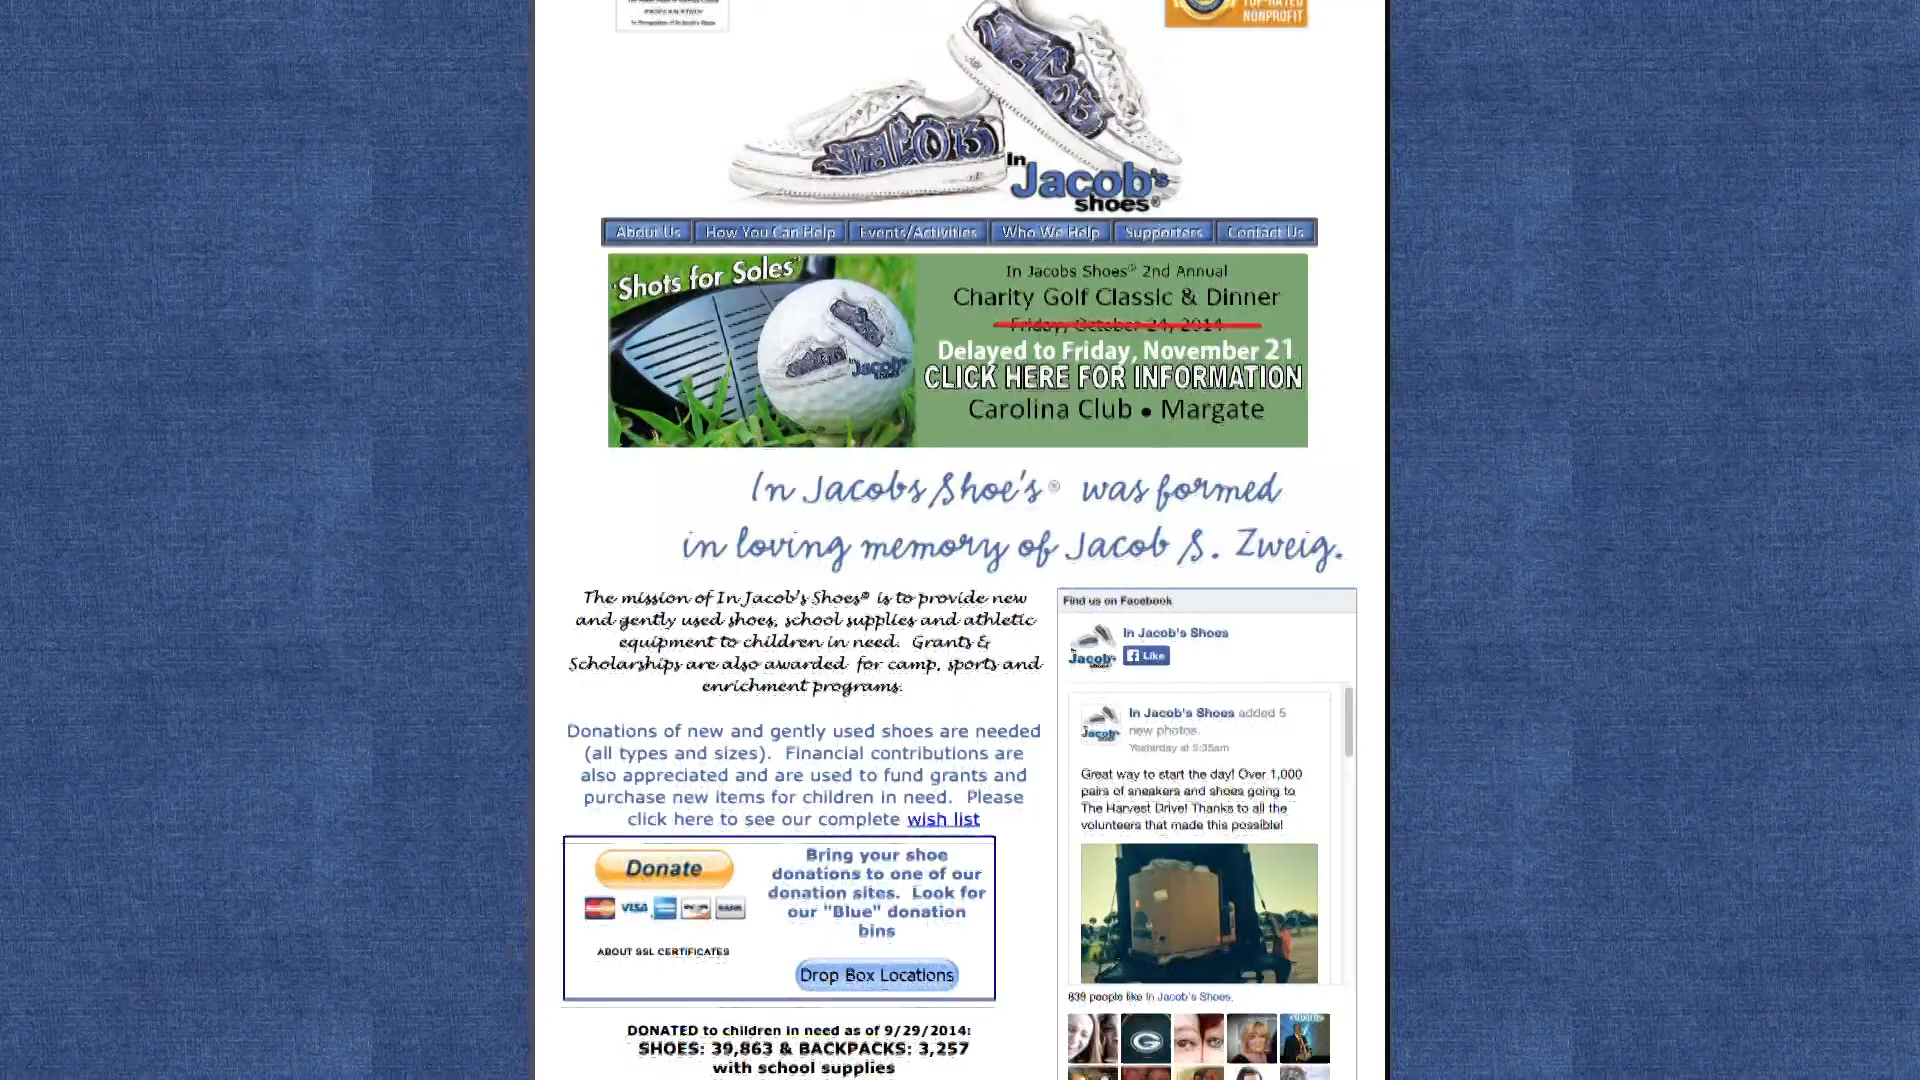 TOP-RATED
NONPROFIT
In
Jacob's
shoes®
About Us
How You Can Help
Events/Activities
Who We Help
Supporters
Contact Us
"Shots for Soles"
In Jacobs Shoes® 2nd Annual
Charity Golf Classic & Dinner
Friday, October 24, 2014
Delayed to Friday, November 21
CLICK HERE FOR INFORMATION
Carolina Club • Margate
In Jacobs Shoe's® was formed
in loving memory of Jacob S. Zweig.
The mission of In Jacob's Shoes® is to provide new
and gently used shoes, school supplies and athletic
equipment to children in need. Grants &
Scholarships are also awarded for camp, sports and
enrichment programs.
Donations of new and gently used shoes are needed
(all types and sizes). Financial contributions are
also appreciated and are used to fund grants and
purchase new items for children in need. Please
click here to see our complete wish list
Donate
VISA
ABOUT SSL CERTIFICATES
Bring your shoe
donations to one of our
donation sites. Look for
our "Blue" donation
bins
Drop Box Locations
DONATED to children in need as of 9/29/2014:
SHOES: 39,863 & BACKPACKS: 3,257
with school supplies
Find us on Facebook
In Jacob's Shoes
Like
In Jacob's Shoes added 5
new photos.
Yesterday at 5:35am
Great way to start the day! Over 1,000
pairs of sneakers and shoes going to
The Harvest Drive! Thanks to all the
volunteers that made this possible!
839 people like In Jacob's Shoes.